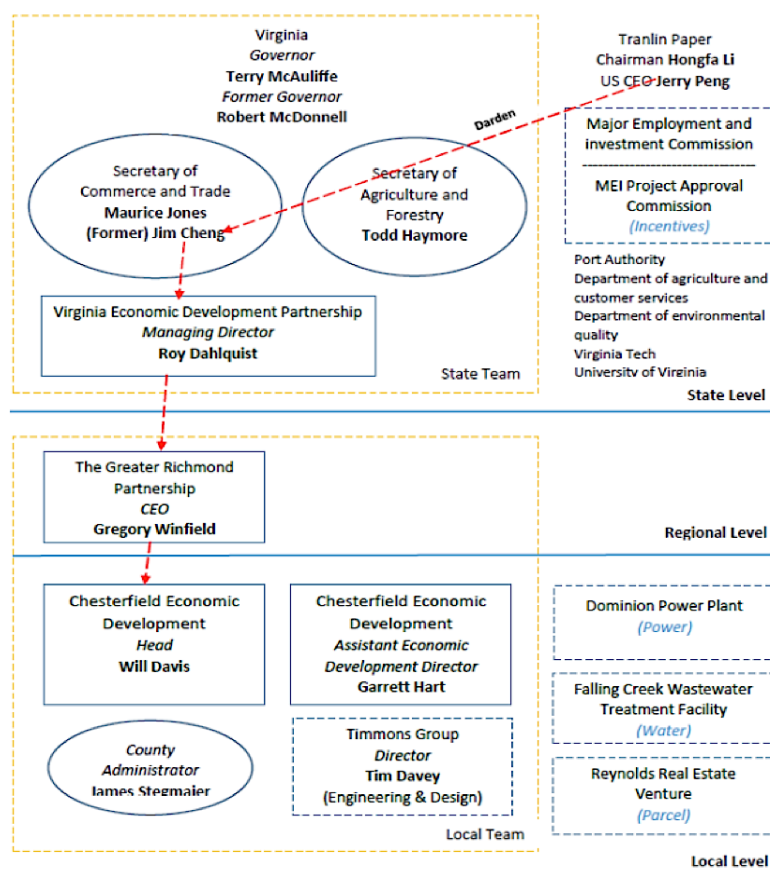 Virginia
Governor
Terry McAuliffe
Former Governor
Robert McDonnell
Tranlin Paper
Chairman Hongfa Li
US CEO Jerry Peng
Darden
Major Employment and
investment Commission
MEI Project Approval
Commission
(Incentives)
Secretary of
Commerce and Trade
Maurice Jones
(Former) Jim Cheng
Secretary of
Agriculture and
Forestry
Todd Haymore
Port Authority
Department of agriculture and
customer services
Department of environmental
quality
Virginia Tech
University of Virginia
Virginia Economic Development Partnership
Managing Director
Roy Dahlquist
State Team
State Level
The Greater Richmond
Partnership
CEO
Gregory Winfield
Regional Level
Chesterfield Economic
Development
Head
Will Davis
Chesterfield Economic
Development
Assistant Economic
Development Director
Garrett Hart
Dominion Power Plant
(Power)
Falling Creek Wastewater
Treatment Facility
(Water)
County
Administrator
James Stegmaier
Timmons Group
Director
Tim Davey
(Engineering & Design)
Reynolds Real Estate
Venture
(Parcel)
Local Team
Local Level